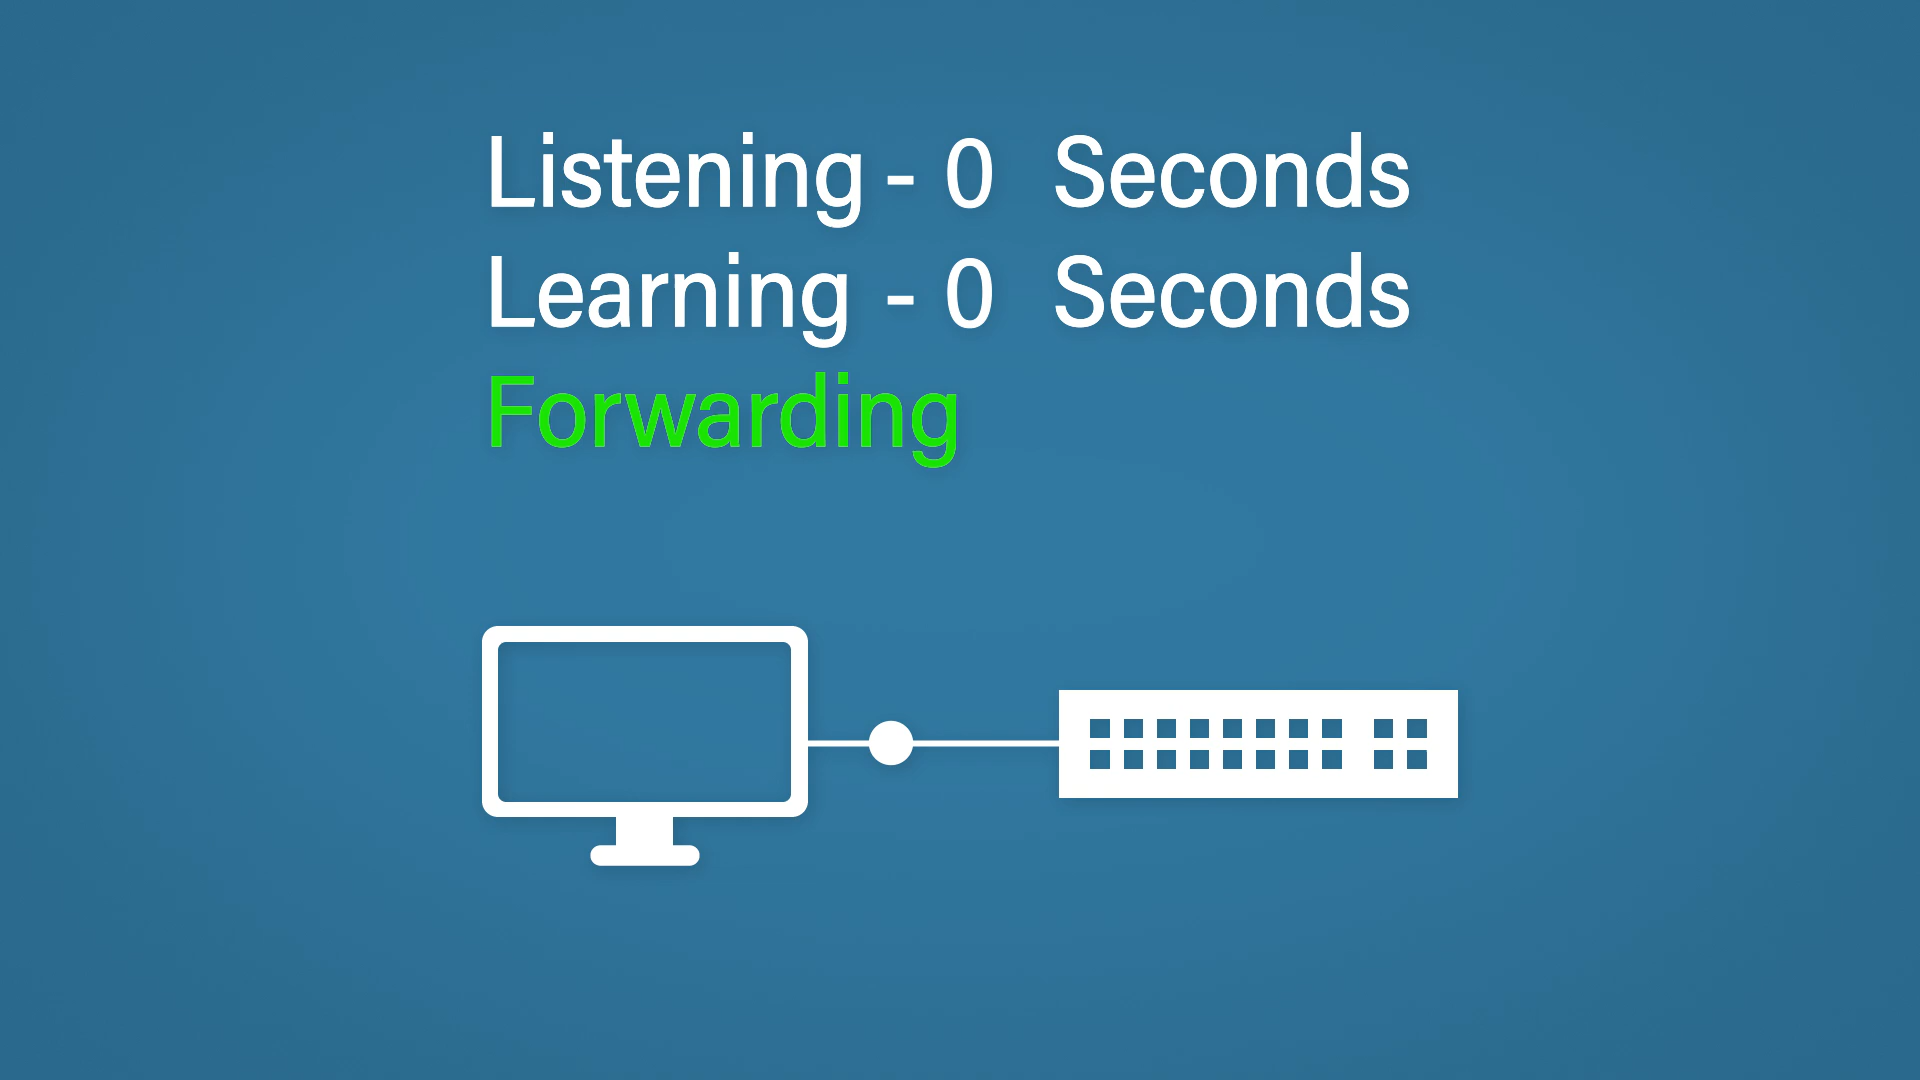 Listening - 0 Seconds
Learning - 0 Seconds
Forwarding